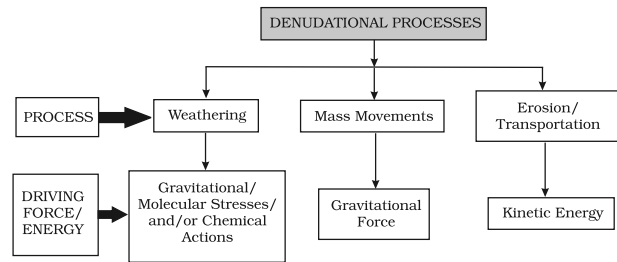 DENUDATIONAL PROCESSES
PROCESS
Weathering
Mass Movements
Erosion/
Transportation
DRIVING
FORCE/
ENERGY
Gravitational/
Molecular Stresses/
and/or Chemical
Actions
Gravitational
Force
Kinetic Energy